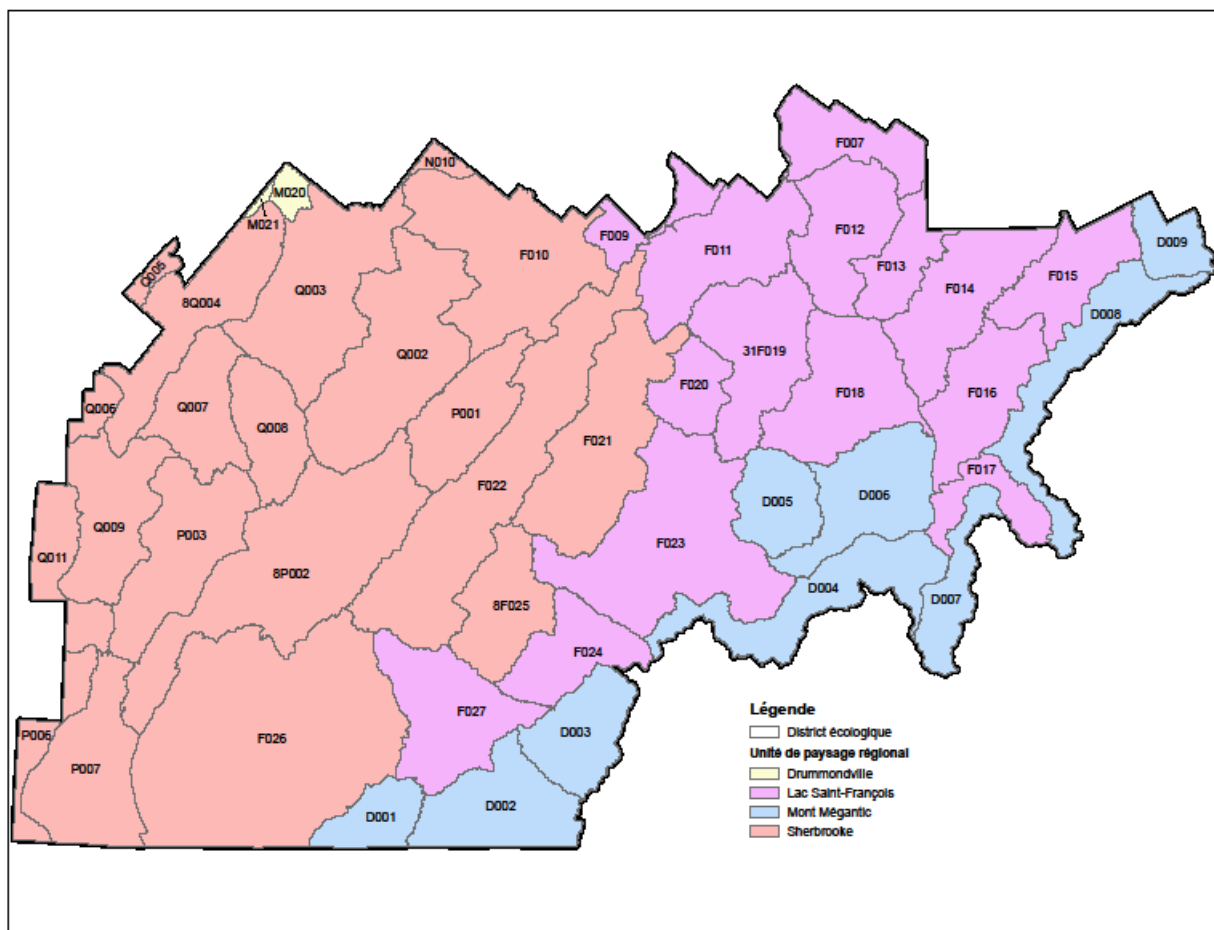 F007
N010
M020
M021
F009
F010
F011
F012
F013
D009
Q005
8Q004
Q003
F014
F015
D008
Q002
31F019
F020
F018
F016
Q006
Q007
Q008
P001
F021
F017
F022
D005
D006
Q009
P003
Q011
8P002
F023
8F025
D004
D007
F024
F027
D003
P006
P007
F026
D001
D002
Légende
District écologique
Unité de paysage régional
Drummondville
Lac Saint-François
Mont Mégantic
Sherbrooke